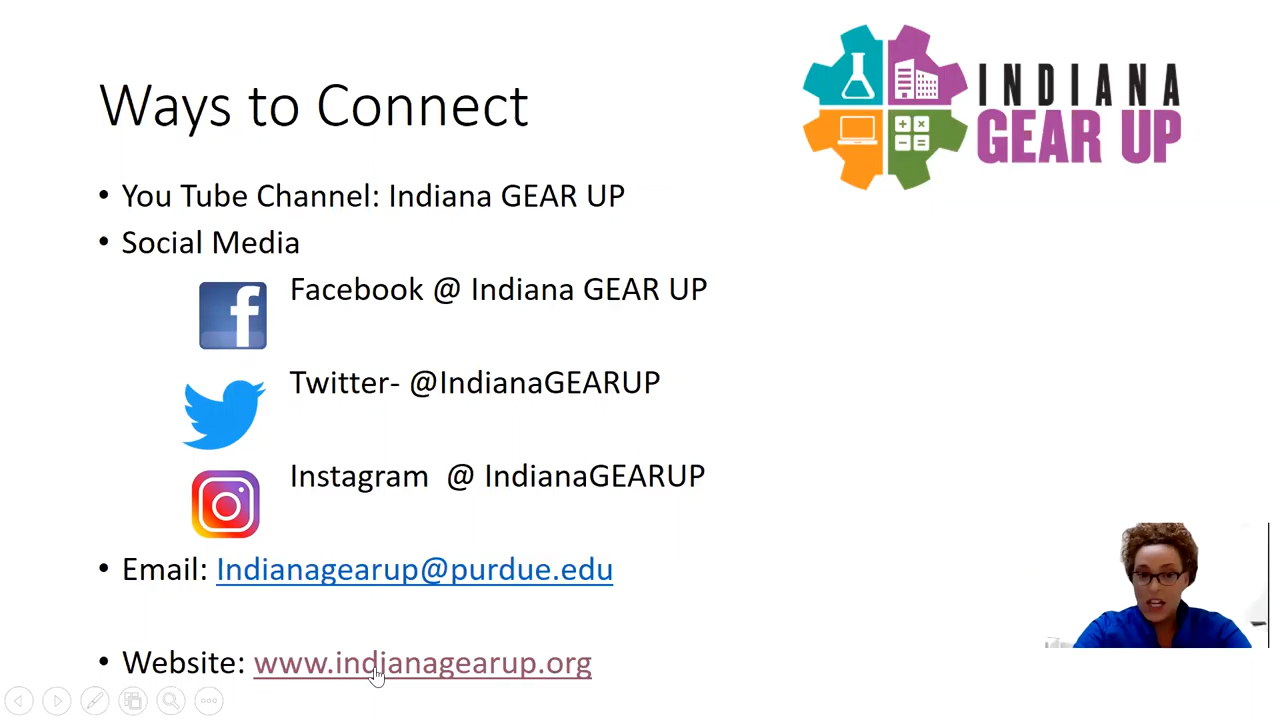 INDIANA
GEAR UP
Ways to Connect
• You Tube Channel: Indiana GEAR UP
• Social Media
Facebook @ Indiana GEAR UP
Twitter- @IndianaGEARUP
Instagram @ IndianaGEARUP
• Email: Indianagearup@purdue.edu
• Website: www.indianagearup.org